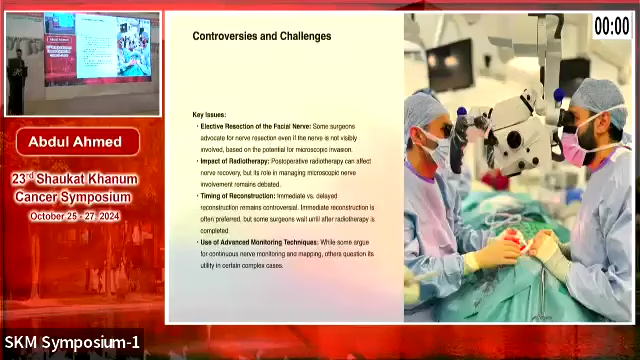 Controversies and Challenges
00:00
Key Issues:
• Elective Resection of the Facial Nerve: Some surgeons
advocate for nerve resection even if the nerve is not visibly
involved, based on the potential for microscopic invasion.
• Impact of Radiotherapy: Postoperative radiotherapy can affect
nerve recovery, but its role in managing microscopic nerve
involvement remains debated.
• Timing of Reconstruction: Immediate vs. delayed
reconstruction remains controversial. Immediate reconstruction is
often preferred, but some surgeons wait until after radiotherapy is
completed.
• Use of Advanced Monitoring Techniques: While some argue
for continuous nerve monitoring and mapping, others question its
utility in certain complex cases.
Abdul Ahmed
23rd Shaukat Khanum
Cancer Symposium
October 25 - 27, 2024
SKM Symposium-1